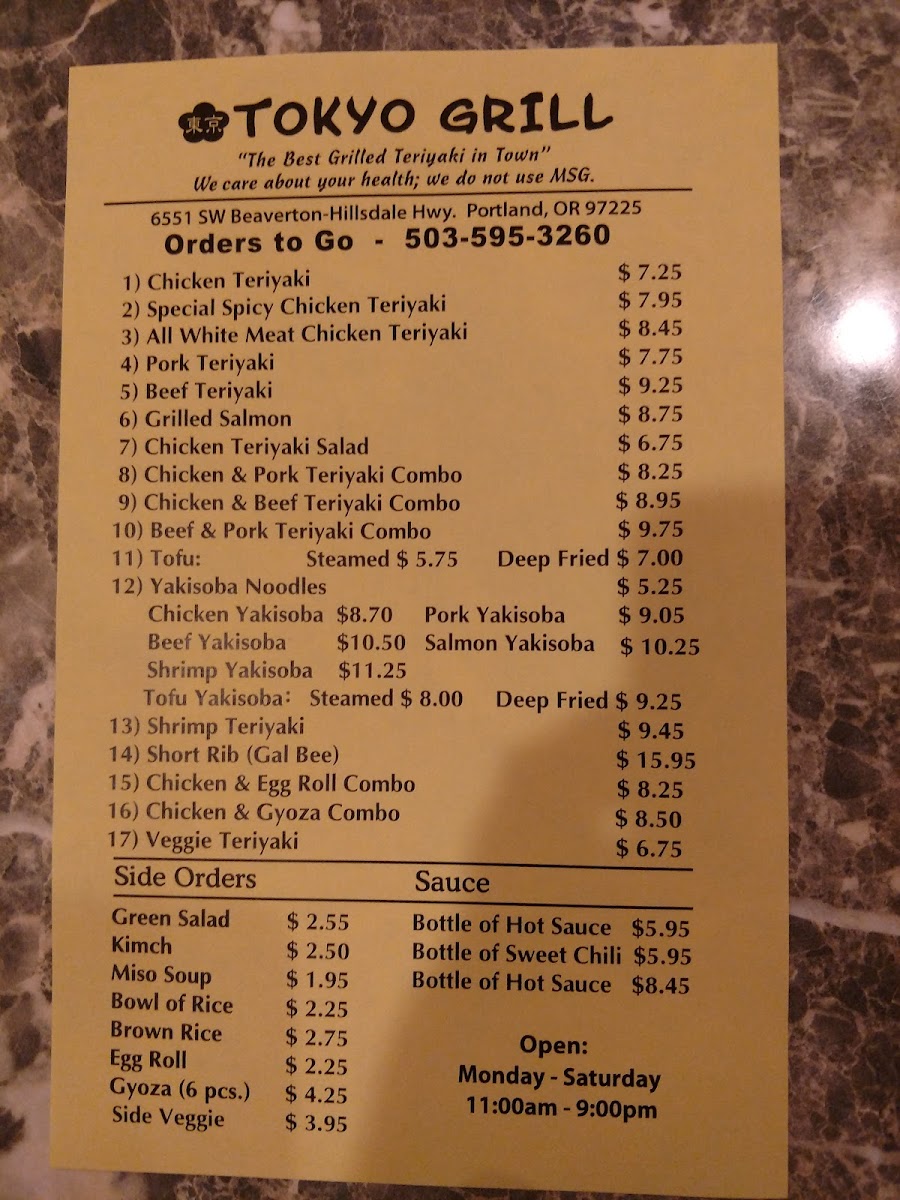 東京 TOKYO GRILL
"The Best Grilled Teriyaki in Town"
We care about your health; we do not use MSG.
6551 SW Beaverton-Hillsdale Hwy. Portland, OR 97225
Orders to Go - 503-595-3260
1) Chicken Teriyaki $ 7.25
2) Special Spicy Chicken Teriyaki $ 7.95
3) All White Meat Chicken Teriyaki $ 8.45
4) Pork Teriyaki $ 7.75
5) Beef Teriyaki $ 9.25
6) Grilled Salmon $ 8.75
7) Chicken Teriyaki Salad $ 6.75
8) Chicken & Pork Teriyaki Combo $ 8.25
9) Chicken & Beef Teriyaki Combo $ 8.95
10) Beef & Pork Teriyaki Combo $ 9.75
11) Tofu: Steamed $ 5.75 Deep Fried $ 7.00
12) Yakisoba Noodles $ 5.25
Chicken Yakisoba $8.70 Pork Yakisoba $ 9.05
Beef Yakisoba $10.50 Salmon Yakisoba $ 10.25
Shrimp Yakisoba $11.25
Tofu Yakisoba: Steamed $ 8.00 Deep Fried $ 9.25
13) Shrimp Teriyaki $ 9.45
14) Short Rib (Gal Bee) $ 15.95
15) Chicken & Egg Roll Combo $ 8.25
16) Chicken & Gyoza Combo $ 8.50
17) Veggie Teriyaki $ 6.75
Side Orders
Green Salad $ 2.55
Kimch $ 2.50
Miso Soup $ 1.95
Bowl of Rice $ 2.25
Brown Rice $ 2.75
Egg Roll $ 2.25
Gyoza (6 pcs.) $ 4.25
Side Veggie $ 3.95
Sauce
Bottle of Hot Sauce $5.95
Bottle of Sweet Chili $5.95
Bottle of Hot Sauce $8.45
Open:
Monday - Saturday
11:00am - 9:00pm